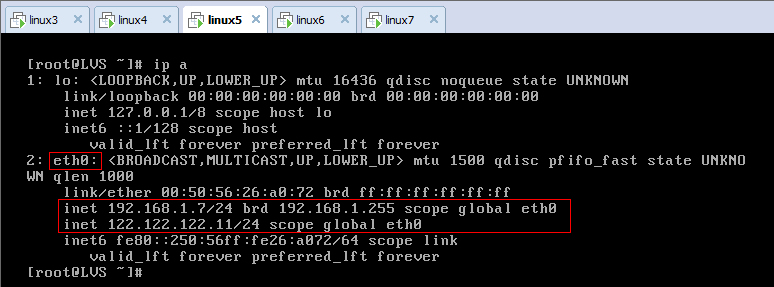 linux3
linux4
linux5
linux6
linux7
[root@LVS ~]# ip a
1: lo: <LOOPBACK,UP,LOWER_UP> mtu 16436 qdisc noqueue state UNKNOWN
link/loopback 00:00:00:00:00:00 brd 00:00:00:00:00:00
inet 127.0.0.1/8 scope host lo
inet6 ::1/128 scope host
valid_lft forever preferred_lft forever
2: eth0: <BROADCAST,MULTICAST,UP,LOWER_UP> mtu 1500 qdisc pfifo_fast state UNKNO
WN qlen 1000
link/ether 00:50:56:26:a0:72 brd ff:ff:ff:ff:ff:ff
inet 192.168.1.7/24 brd 192.168.1.255 scope global eth0
inet 122.122.122.11/24 scope global eth0
inet6 fe80::250:56ff:fe26:a072/64 scope link
valid_lft forever preferred_lft forever
[root@LVS ~]#